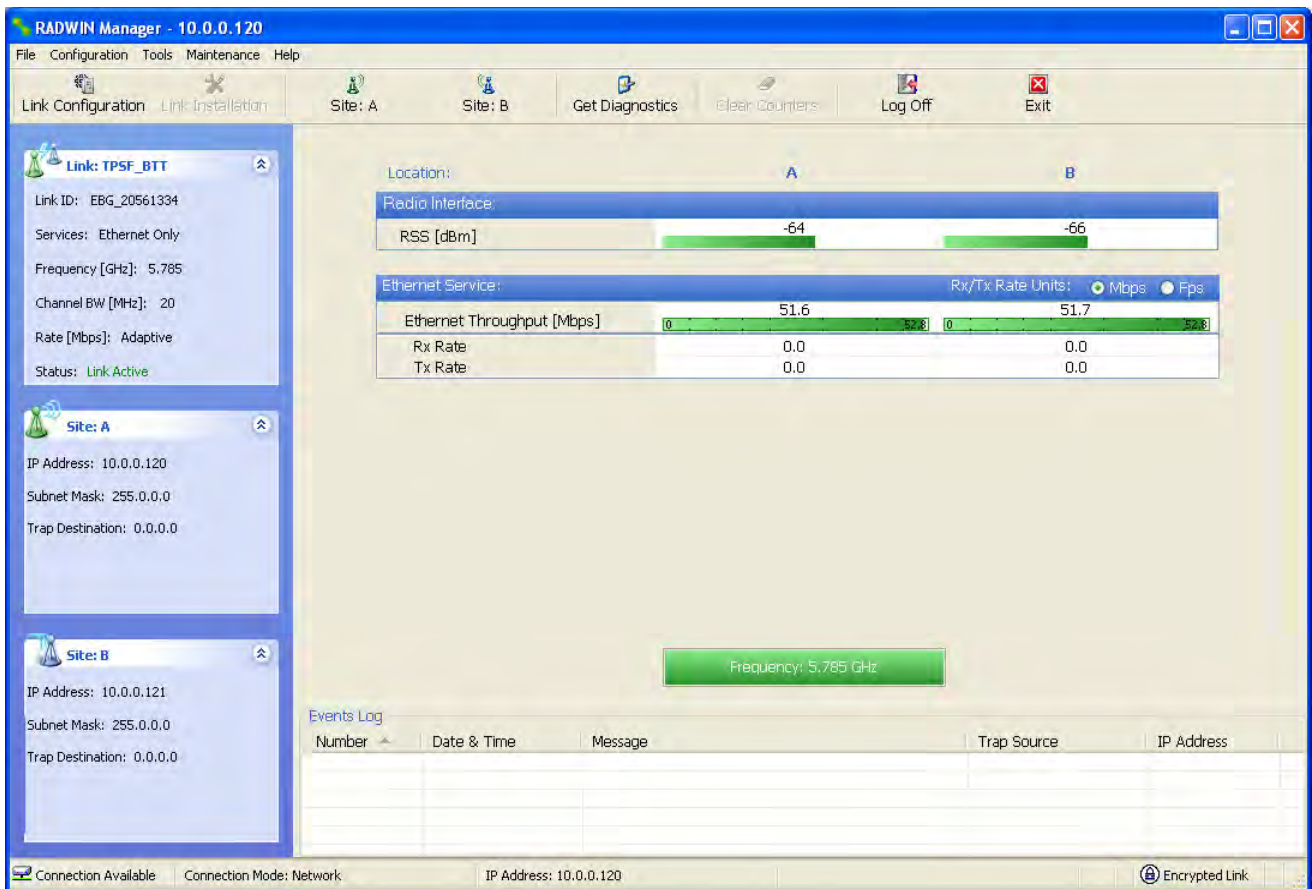 RADWIN Manager - 10.0.0.120
File Configuration Tools Maintenance Help
Link Configuration Link Installation Site: A Site: B Get Diagnostics Clear Counters Log Off Exit
Link: TPSF_BTT
Link ID: EBG_20561334
Services: Ethernet Only
Frequency [GHz]: 5.785
Channel BW [MHz]: 20
Rate [Mbps]: Adaptive
Status: Link Active
Site: A
IP Address: 10.0.0.120
Subnet Mask: 255.0.0.0
Trap Destination: 0.0.0.0
Site: B
IP Address: 10.0.0.121
Subnet Mask: 255.0.0.0
Trap Destination: 0.0.0.0
Location: A B
Radio Interface:
RSS [dBm] -64 -66
Ethernet Service: Rx/Tx Rate Units: Mbps Fps
Ethernet Throughput [Mbps] 51.6 51.7
0 52.8 0 52.8
Rx Rate 0.0 0.0
Tx Rate 0.0 0.0
Frequency: 5.785 GHz
Events Log
Number Date & Time Message Trap Source IP Address
Connection Available Connection Mode: Network IP Address: 10.0.0.120 Encrypted Link